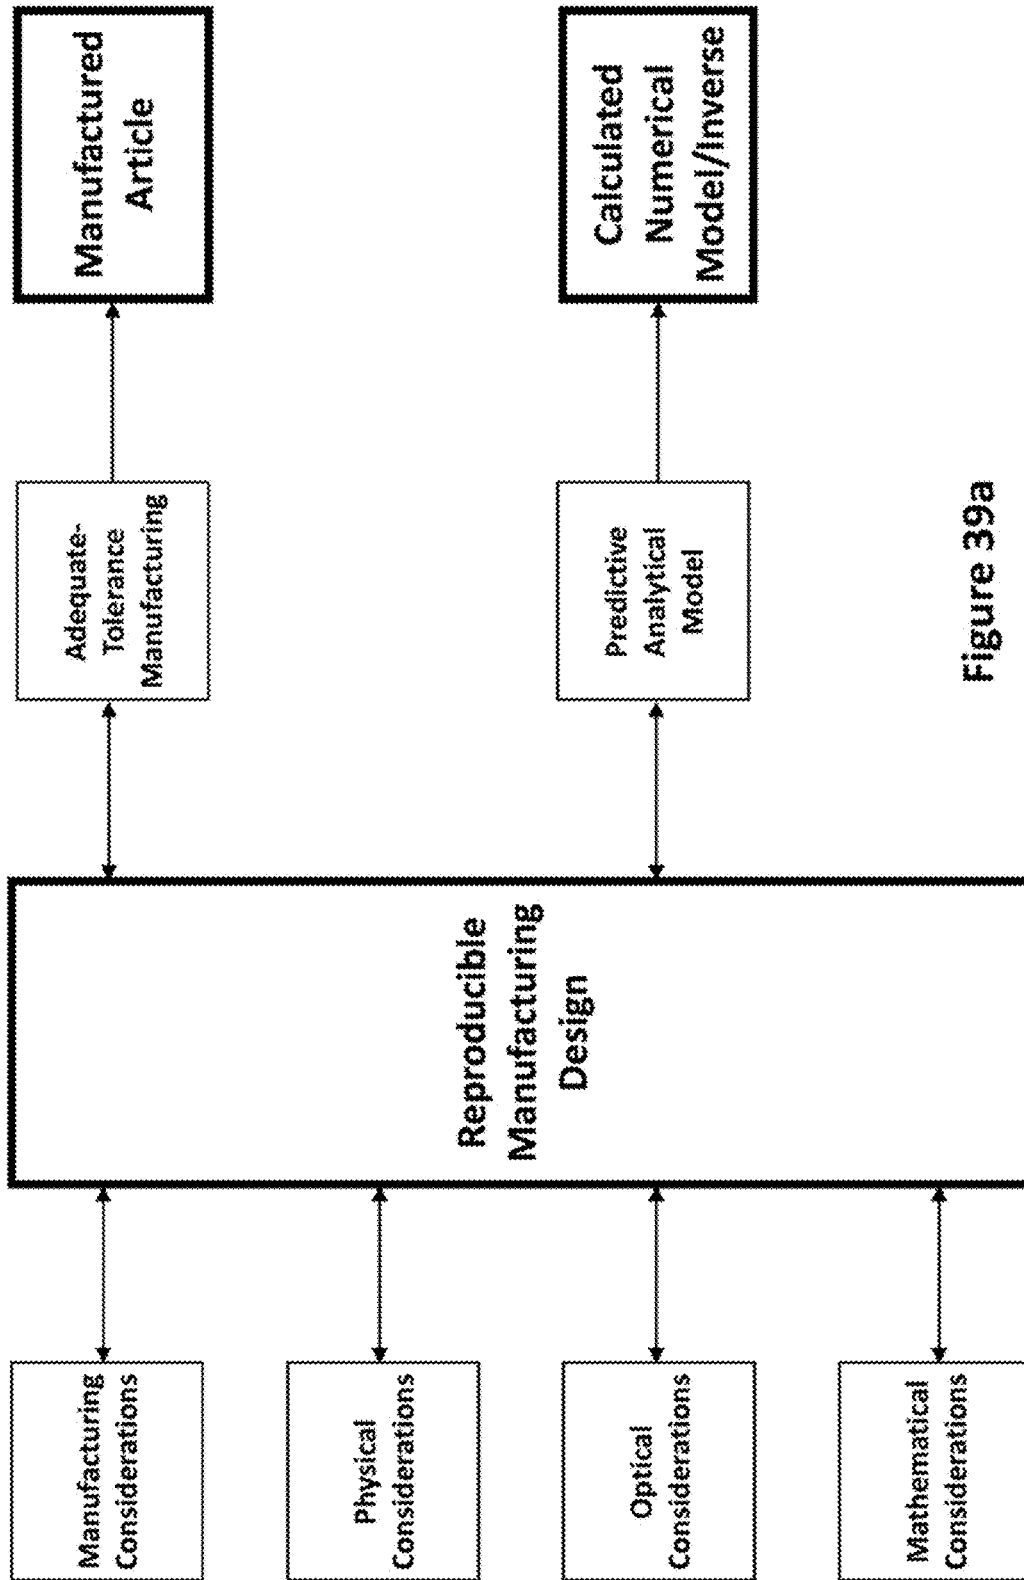 Manufacturing
Considerations
Physical
Considerations
Optical
Considerations
Mathematical
Considerations
Reproducible
Manufacturing
Design
Adequate-
Tolerance
Manufacturing
Predictive
Analytical
Model
Manufactured
Article
Calculated
Numerical
Model/Inverse
Figure 39a